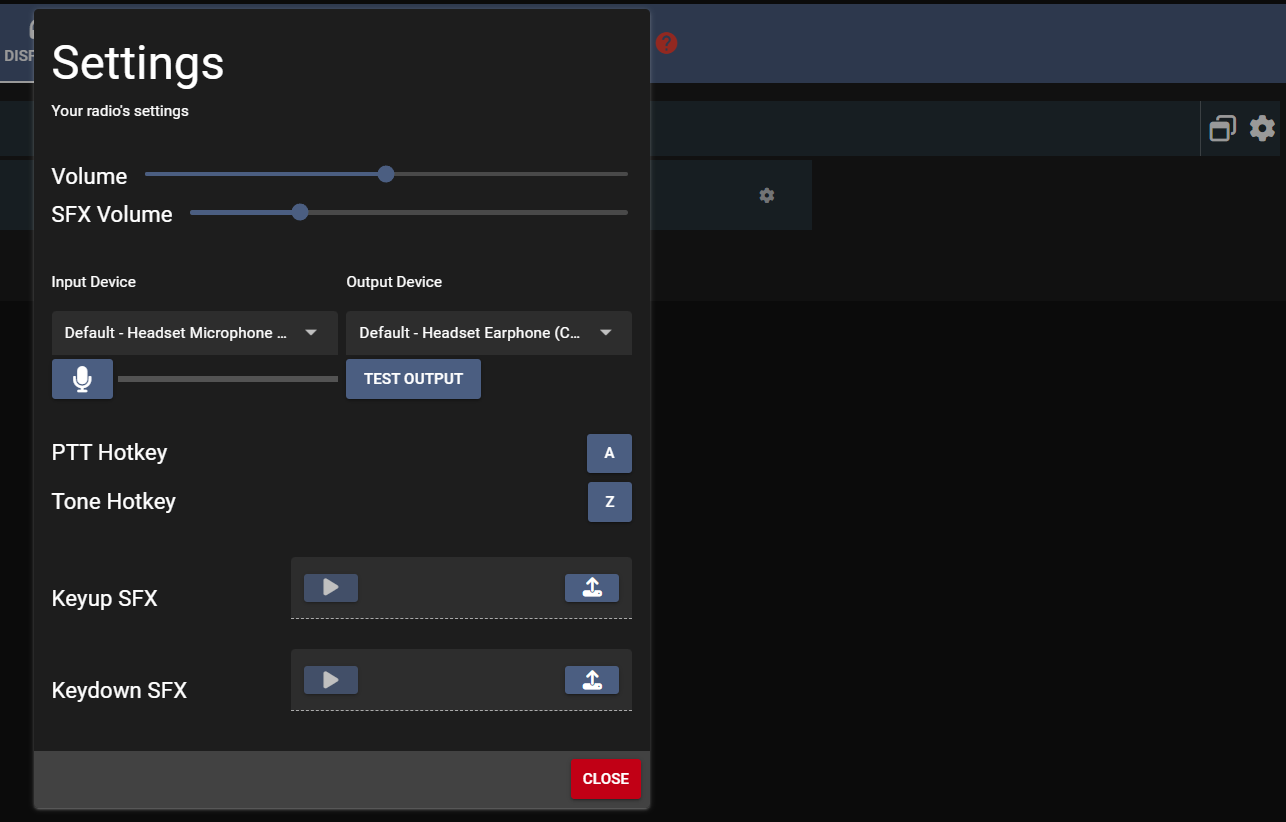 DISP
Settings
Your radio's settings
Volume
SFX Volume
Input Device
Output Device
Default - Headset Microphone ...
Default - Headset Earphone (C...
TEST OUTPUT
PTT Hotkey
A
Tone Hotkey
Z
Keyup SFX
Keydown SFX
CLOSE
?